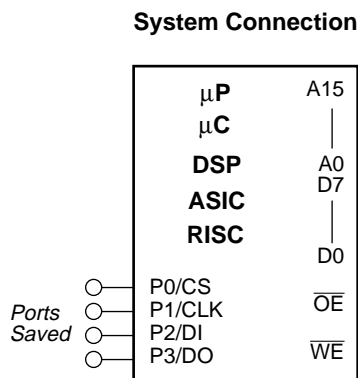 System Connection
µP A15
µC
DSP A0
D7
ASIC
RISC
D0
P0/CS
Ports P1/CLK OE
Saved P2/DI
P3/DO WE